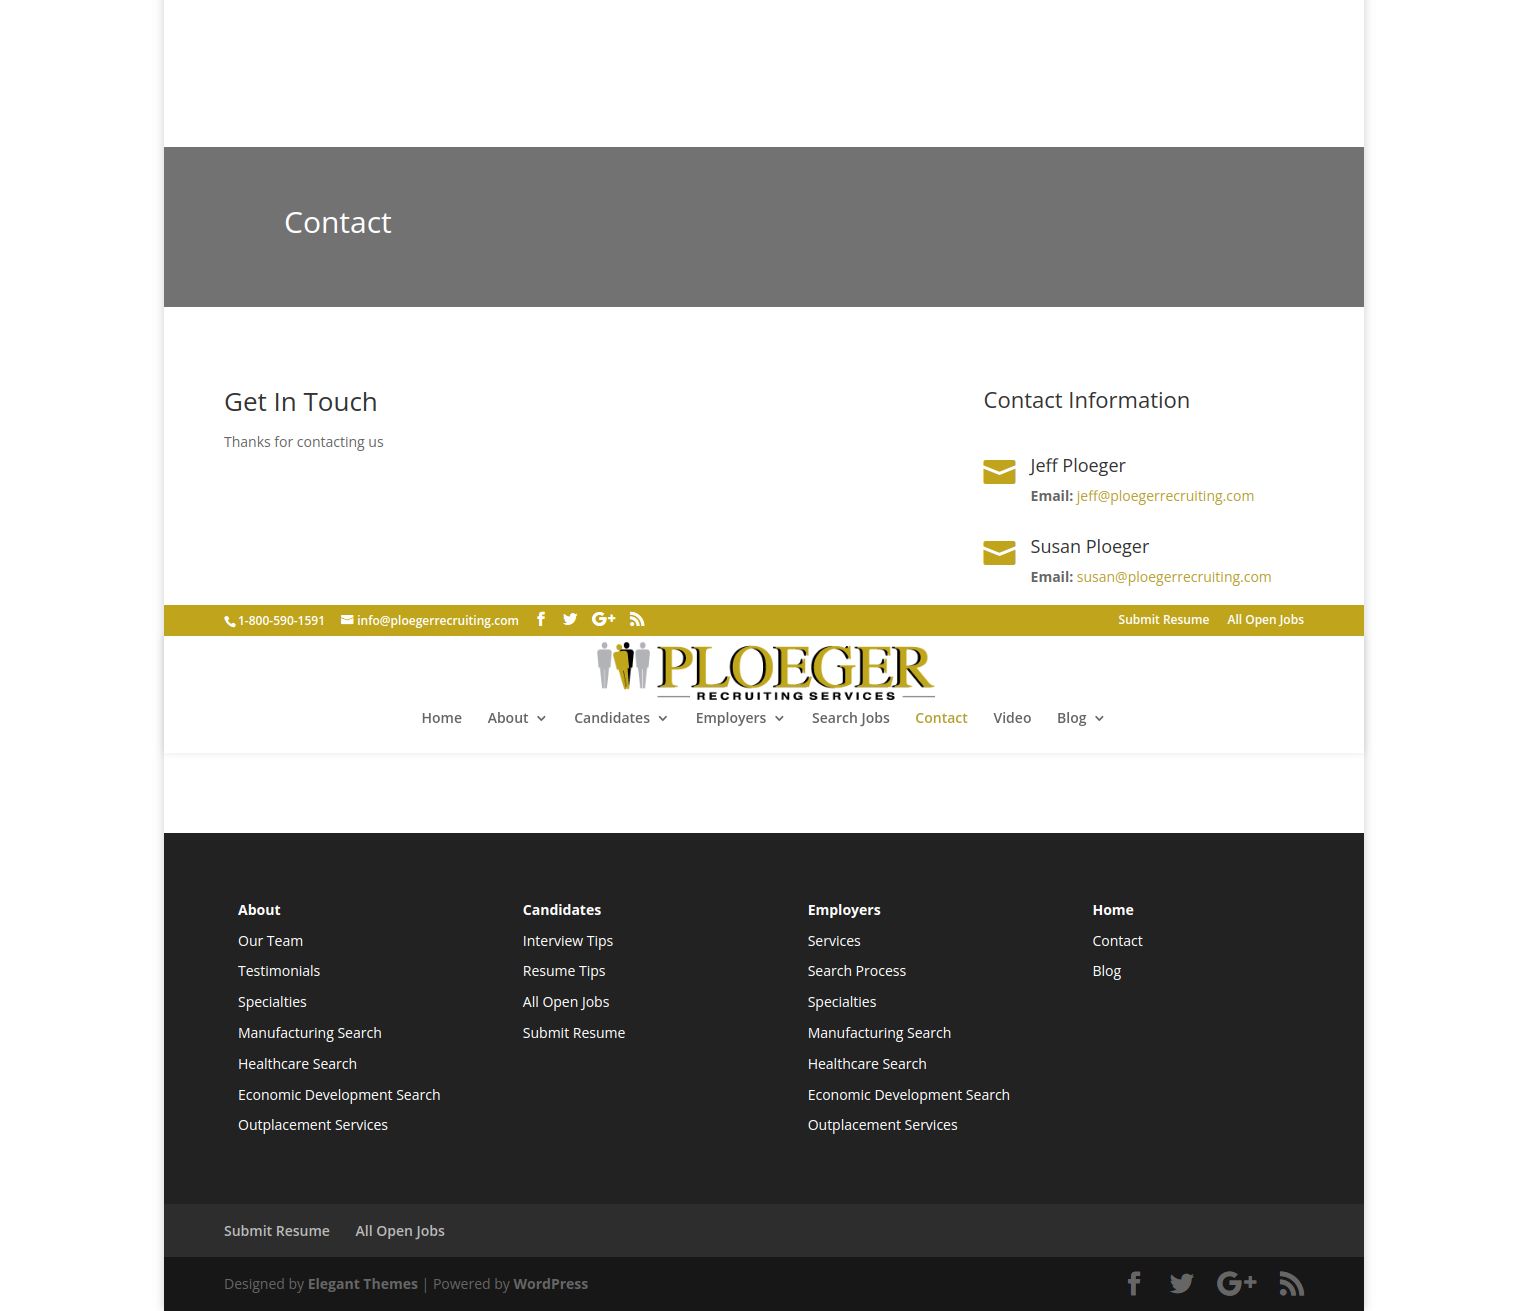 Contact
Get In Touch
Thanks for contacting us
Contact Information
Jeff Ploeger
Email: jeff@ploegerrecruiting.com
Susan Ploeger
Email: susan@ploegerrecruiting.com
1-800-590-1591 info@ploegerrecruiting.com Submit Resume All Open Jobs
PLOEGER
RECRUITING SERVICES
Home About Candidates Employers Search Jobs Contact Video Blog
About
Our Team
Testimonials
Specialties
Manufacturing Search
Healthcare Search
Economic Development Search
Outplacement Services
Candidates
Interview Tips
Resume Tips
All Open Jobs
Submit Resume
Employers
Services
Search Process
Specialties
Manufacturing Search
Healthcare Search
Economic Development Search
Outplacement Services
Home
Contact
Blog
Submit Resume All Open Jobs
Designed by Elegant Themes | Powered by WordPress